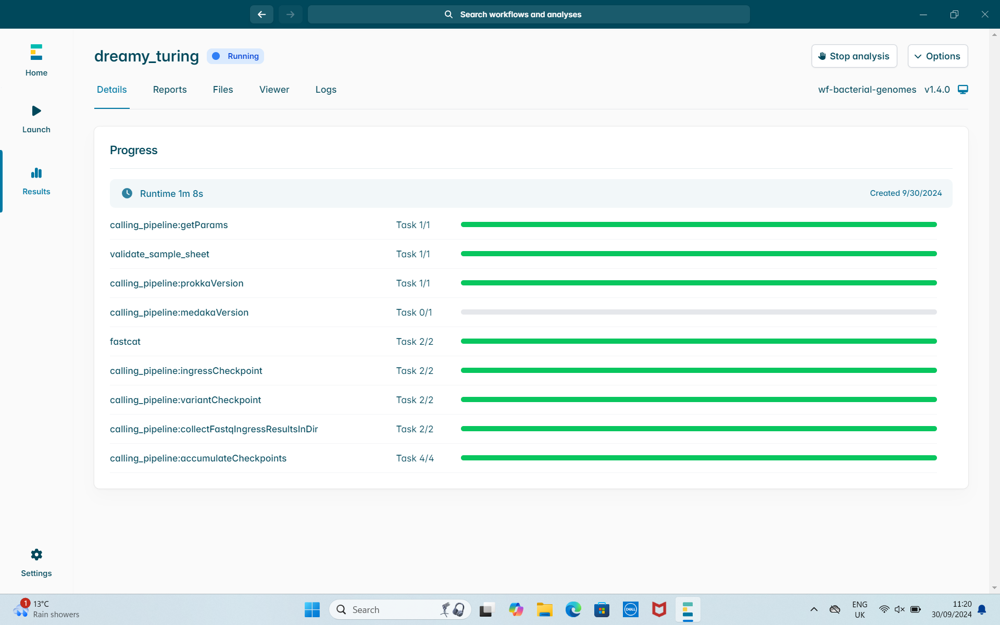 Search workflows and analyses
Home
Launch
Results
Settings
dreamy_turing
Running
Stop analysis
Options
Details
Reports
Files
Viewer
Logs
wf-bacterial-genomes v1.4.0
Progress
Runtime 1m 8s
Created 9/30/2024
calling_pipeline:getParams Task 1/1
validate_sample_sheet Task 1/1
calling_pipeline:prokkaVersion Task 1/1
calling_pipeline:medakaVersion Task 0/1
fastcat Task 2/2
calling_pipeline:ingressCheckpoint Task 2/2
calling_pipeline:variantCheckpoint Task 2/2
calling_pipeline:collectFastqIngressResultsInDir Task 2/2
calling_pipeline:accumulateCheckpoints Task 4/4
1
13°C
Rain showers
Search
DELL
ENG
UK
11:20
30/09/2024